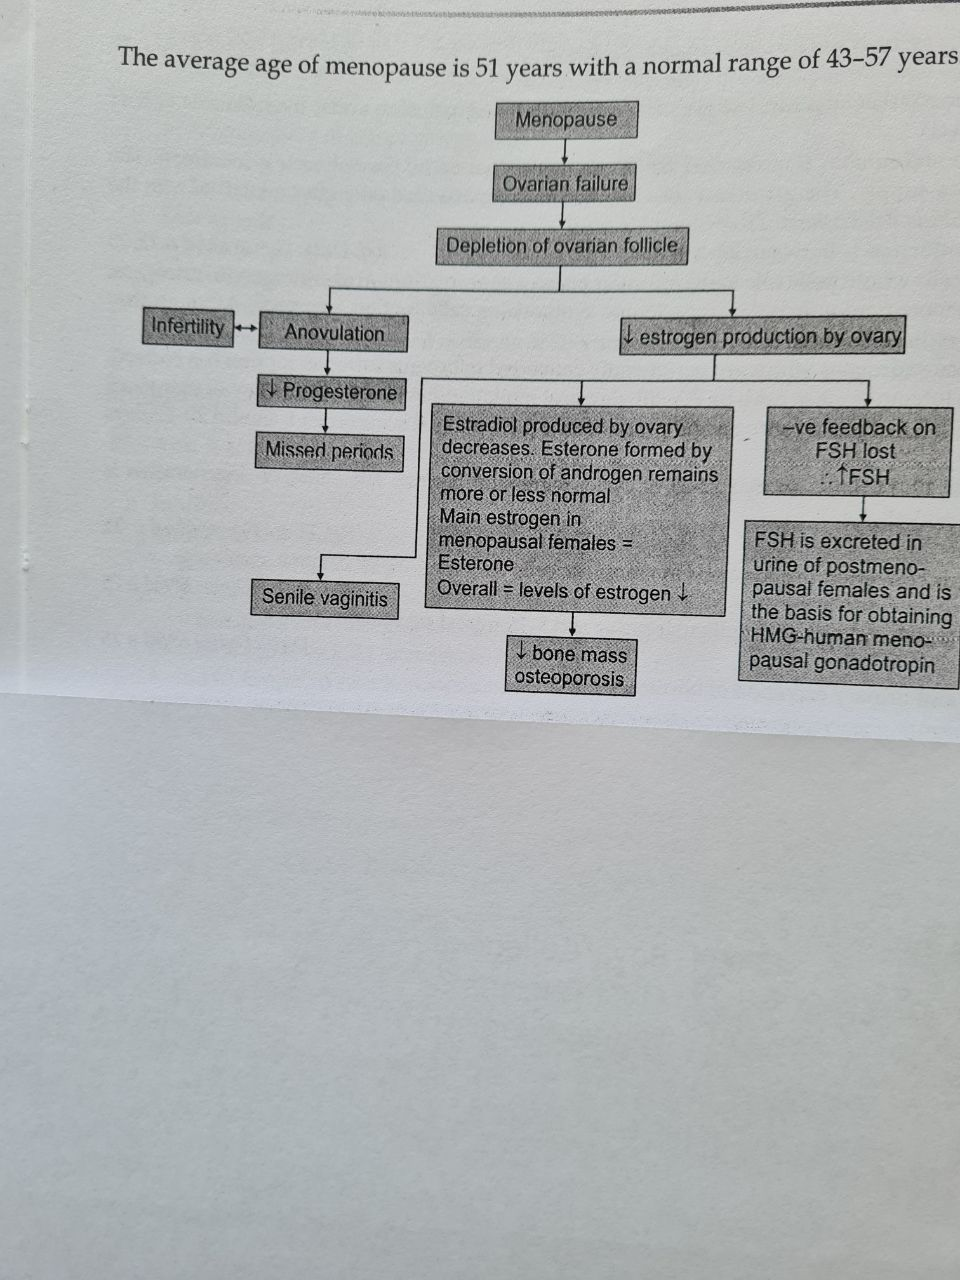 The average age of menopause is 51 years with a normal range of 43–57 years
Menopause
Ovarian failure
Depletion of ovarian follicle
Infertility
Anovulation
↓ Progesterone
Missed periods
↓ estrogen production by ovary
Senile vaginitis
Estradiol produced by ovary
decreases. Esterone formed by
conversion of androgen remains
more or less normal
Main estrogen in
menopausal females =
Esterone
Overall = levels of estrogen ↓
↓ bone mass
osteoporosis
–ve feedback on
FSH lost
∴ ↑FSH
FSH is excreted in
urine of postmeno-
pausal females and is
the basis for obtaining
HMG-human meno-
pausal gonadotropin